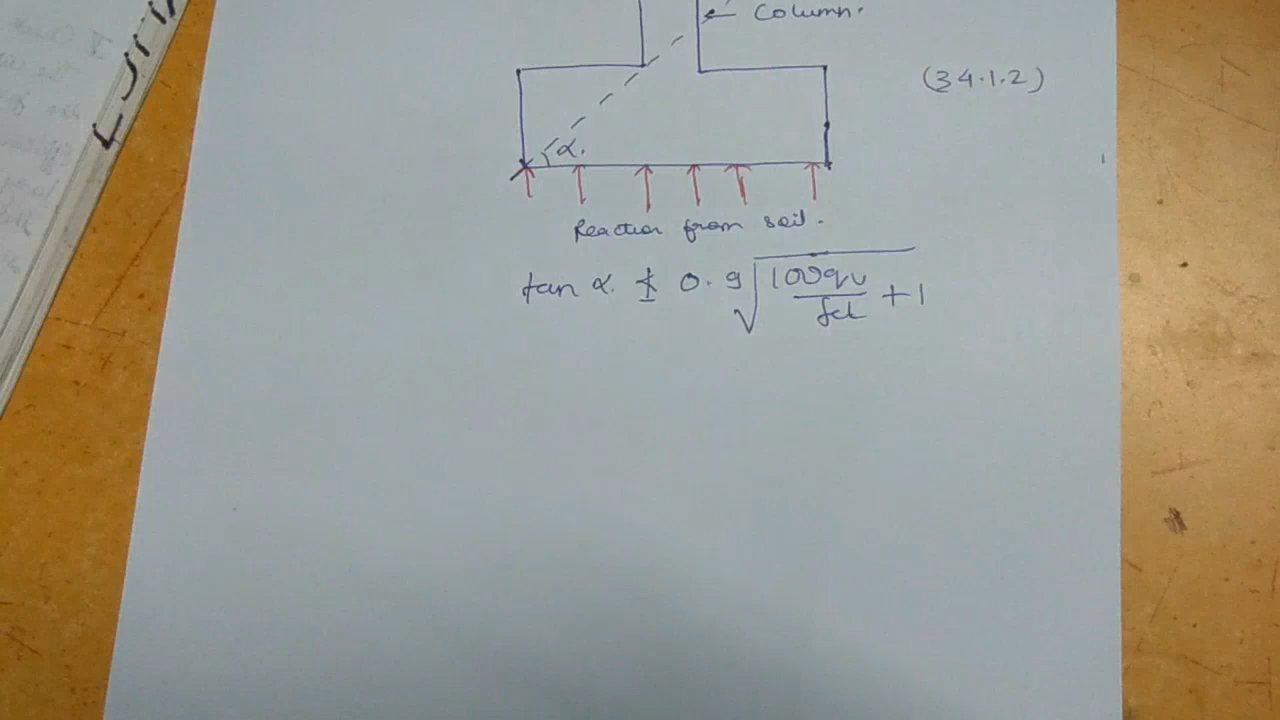 ← Column.
(34.1.2)
α.
Reaction from soil.
tan α. ≮ 0.9√(100qu/fck + 1)